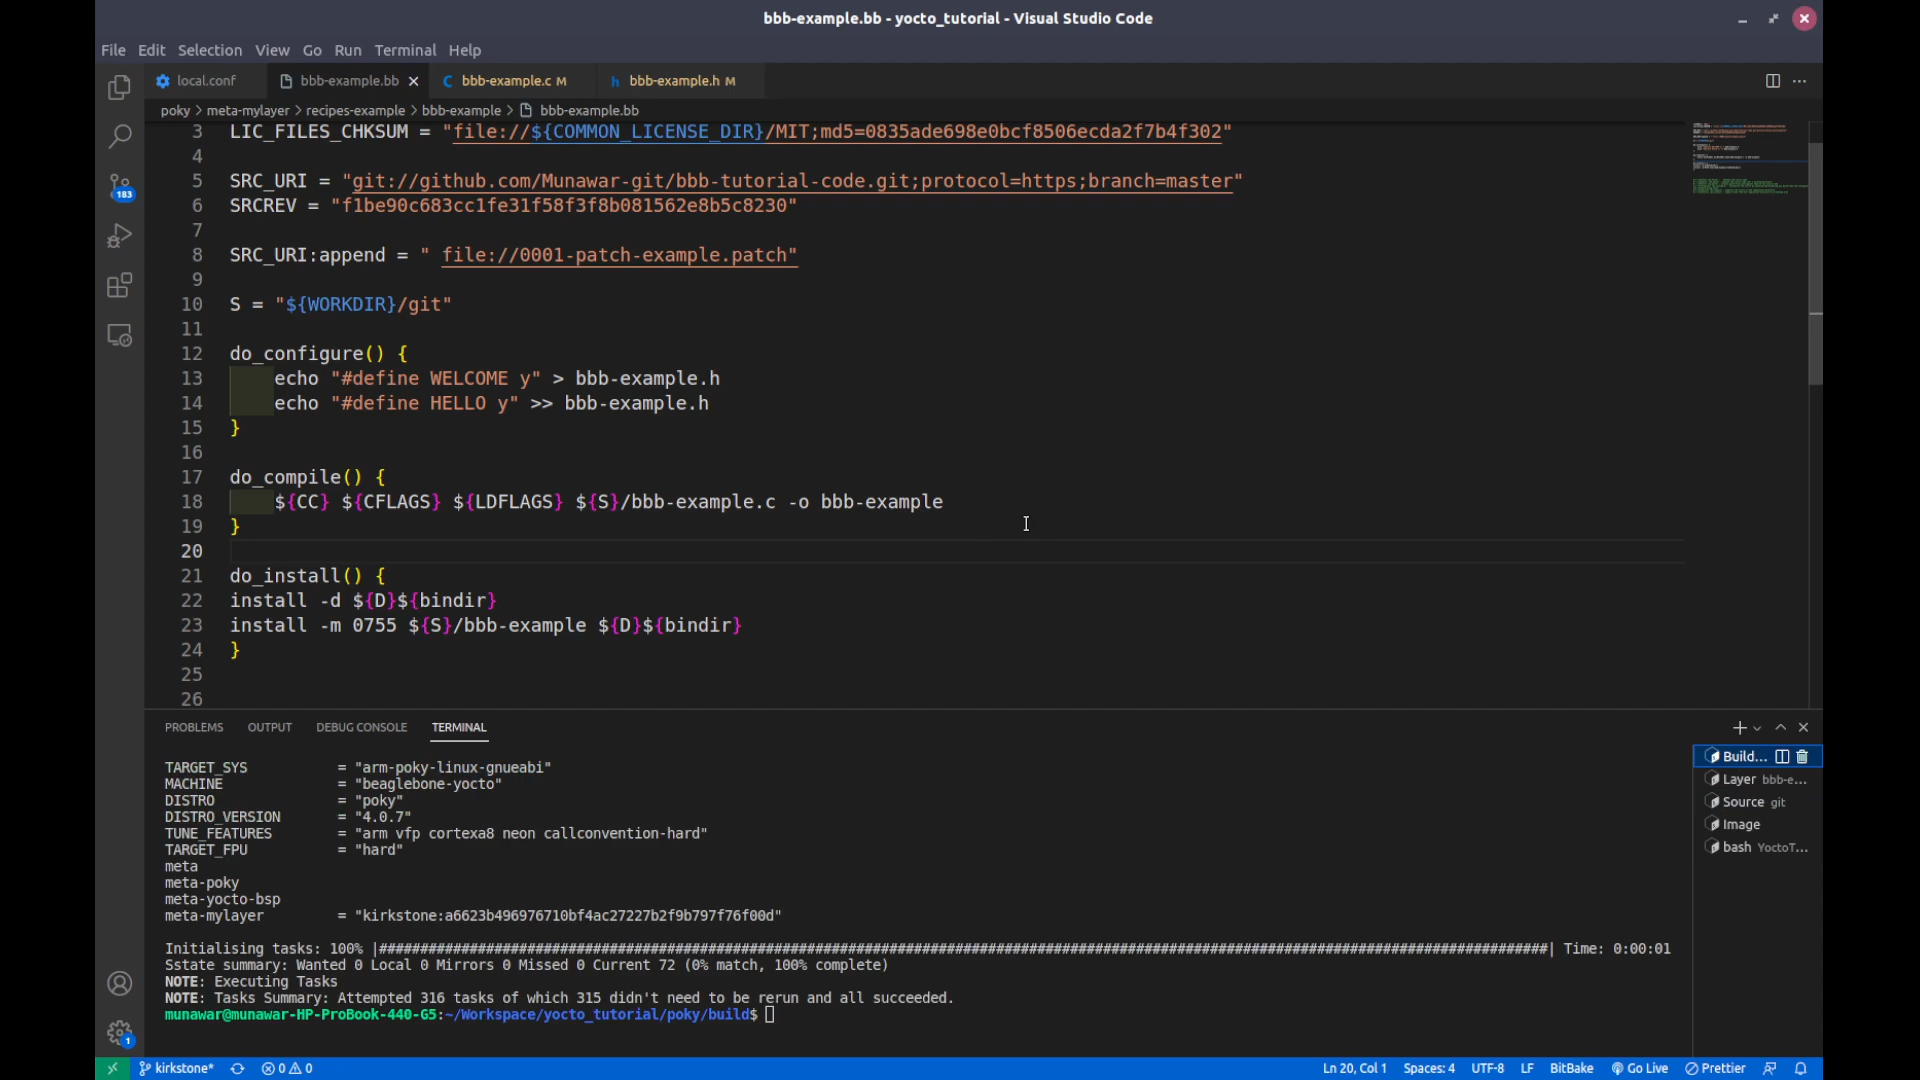 bbb-example.bb - yocto_tutorial - Visual Studio Code
File Edit Selection View Go Run Terminal Help
local.conf bbb-example.bb C bbb-example.c M h bbb-example.h M
poky > meta-mylayer > recipes-example > bbb-example > bbb-example.bb
3 LIC_FILES_CHKSUM = "file://${COMMON_LICENSE_DIR}/MIT;md5=0835ade698e0bcf8506ecda2f7b4f302"
4
5 SRC_URI = "git://github.com/Munawar-git/bbb-tutorial-code.git;protocol=https;branch=master"
6 SRCREV = "f1be90c683cc1fe31f58f3f8b081562e8b5c8230"
7
8 SRC_URI:append = " file://0001-patch-example.patch"
9
10 S = "${WORKDIR}/git"
11
12 do_configure() {
13 echo "#define WELCOME y" > bbb-example.h
14 echo "#define HELLO y" >> bbb-example.h
15 }
16
17 do_compile() {
18 ${CC} ${CFLAGS} ${LDFLAGS} ${S}/bbb-example.c -o bbb-example
19 }
20
21 do_install() {
22 install -d ${D}${bindir}
23 install -m 0755 ${S}/bbb-example ${D}${bindir}
24 }
25
26
183
PROBLEMS OUTPUT DEBUG CONSOLE TERMINAL
TARGET_SYS = "arm-poky-linux-gnueabi"
MACHINE = "beaglebone-yocto"
DISTRO = "poky"
DISTRO_VERSION = "4.0.7"
TUNE_FEATURES = "arm vfp cortexa8 neon callconvention-hard"
TARGET_FPU = "hard"
meta
meta-poky
meta-yocto-bsp
meta-mylayer = "kirkstone:a6623b496976710bf4ac27227b2f9b797f76f00d"
Initialising tasks: 100% |####################################################################################################################################################| Time: 0:00:01
Sstate summary: Wanted 0 Local 0 Mirrors 0 Missed 0 Current 72 (0% match, 100% complete)
NOTE: Executing Tasks
NOTE: Tasks Summary: Attempted 316 tasks of which 315 didn't need to be rerun and all succeeded.
munawar@munawar-HP-ProBook-440-G5:~/Workspace/yocto_tutorial/poky/build$
Build...
Layer bbb-e...
Source git
Image
bash YoctoT...
1
kirkstone* 0 0 Ln 20, Col 1 Spaces: 4 UTF-8 LF BitBake Go Live Prettier